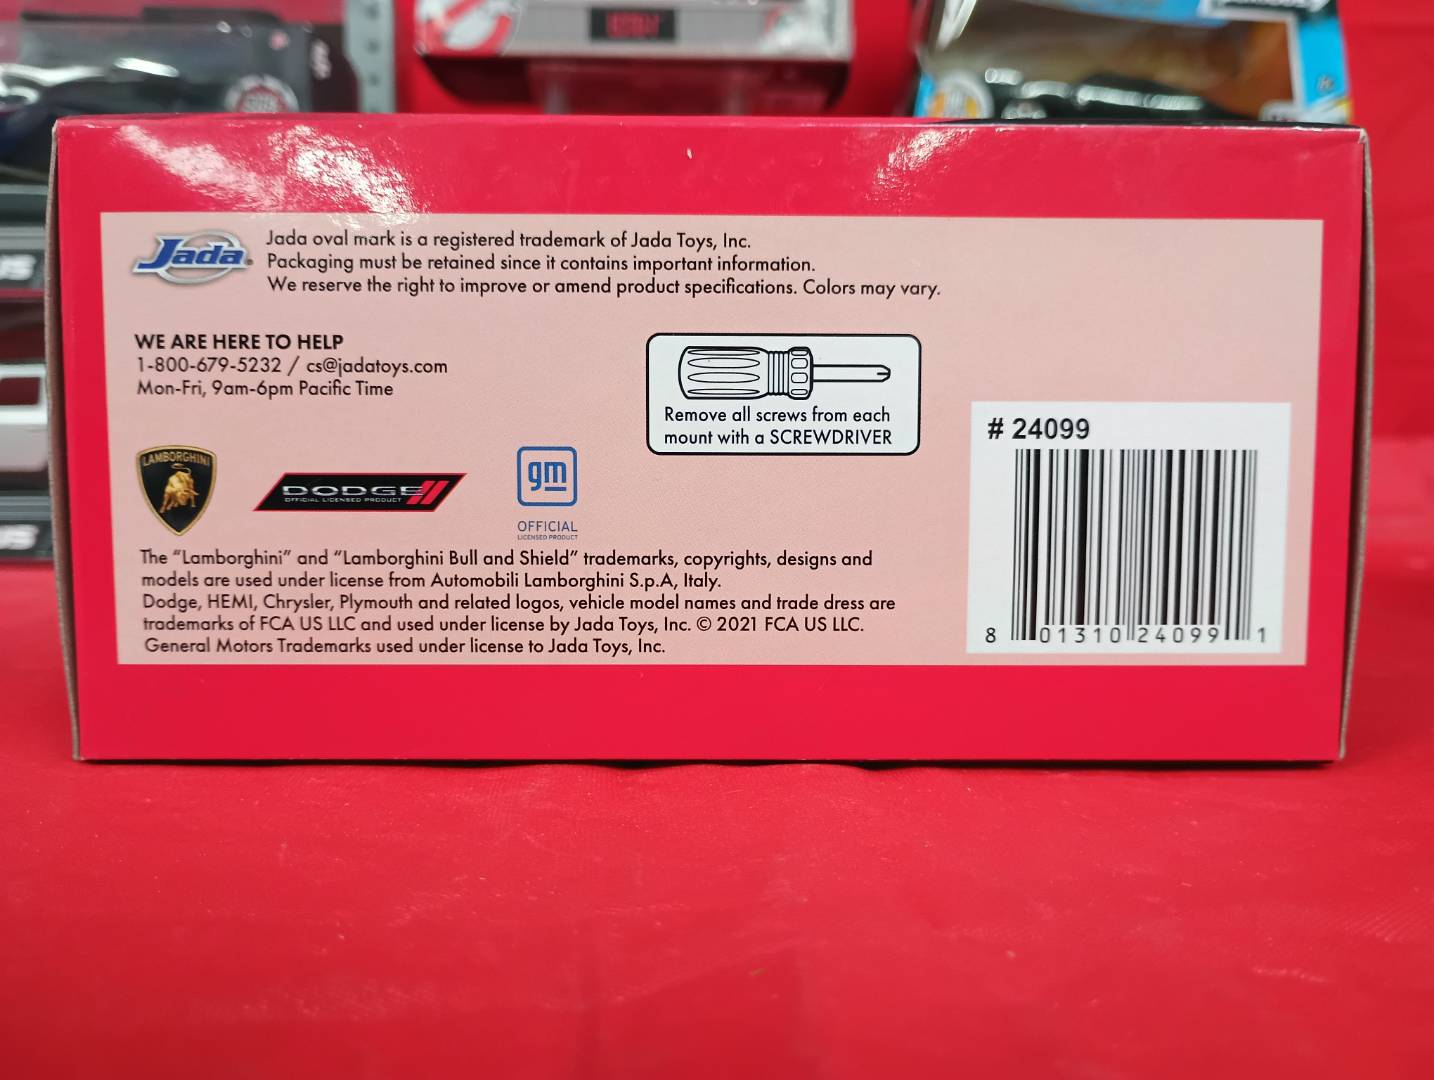 Jada
Jada oval mark is a registered trademark of Jada Toys, Inc.
Packaging must be retained since it contains important information.
We reserve the right to improve or amend product specifications. Colors may vary.
WE ARE HERE TO HELP
1-800-679-5232 / cs@jadatoys.com
Mon-Fri, 9am-6pm Pacific Time
Remove all screws from each
mount with a SCREWDRIVER
# 24099
LAMBORGHINI
DODGE
OFFICIAL LICENSED PRODUCT
gm
OFFICIAL
LICENSED PRODUCT
The “Lamborghini” and “Lamborghini Bull and Shield” trademarks, copyrights, designs and
models are used under license from Automobili Lamborghini S.p.A, Italy.
Dodge, HEMI, Chrysler, Plymouth and related logos, vehicle model names and trade dress are
trademarks of FCA US LLC and used under license by Jada Toys, Inc. © 2021 FCA US LLC.
General Motors Trademarks used under license to Jada Toys, Inc.
8 01310 24099 1